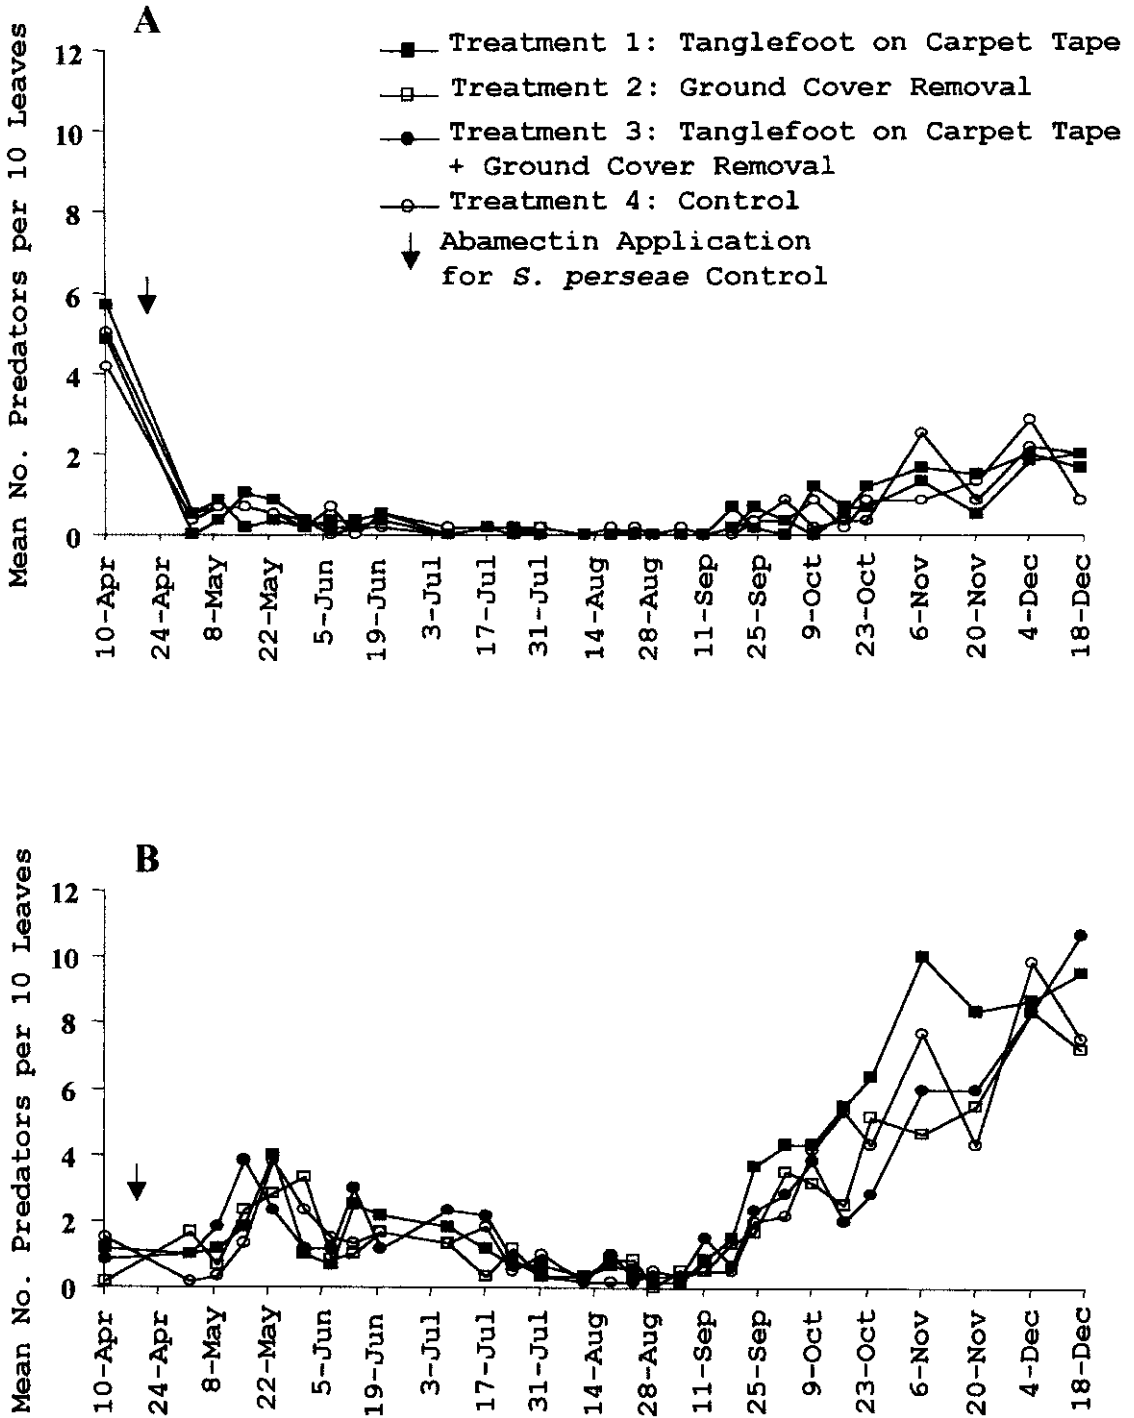 A
Mean No. Predators per 10 Leaves
12
10
8
6
4
2
0
Treatment 1: Tanglefoot on Carpet Tape
Treatment 2: Ground Cover Removal
Treatment 3: Tanglefoot on Carpet Tape
+ Ground Cover Removal
Treatment 4: Control
Abamectin Application
for S. perseae Control
10-Apr
24-Apr
8-May
22-May
5-Jun
19-Jun
3-Jul
17-Jul
31-Jul
14-Aug
28-Aug
11-Sep
25-Sep
9-Oct
23-Oct
6-Nov
20-Nov
4-Dec
18-Dec
B
Mean No. Predators per 10 Leaves
12
10
8
6
4
2
0
10-Apr
24-Apr
8-May
22-May
5-Jun
19-Jun
3-Jul
17-Jul
31-Jul
14-Aug
28-Aug
11-Sep
25-Sep
9-Oct
23-Oct
6-Nov
20-Nov
4-Dec
18-Dec